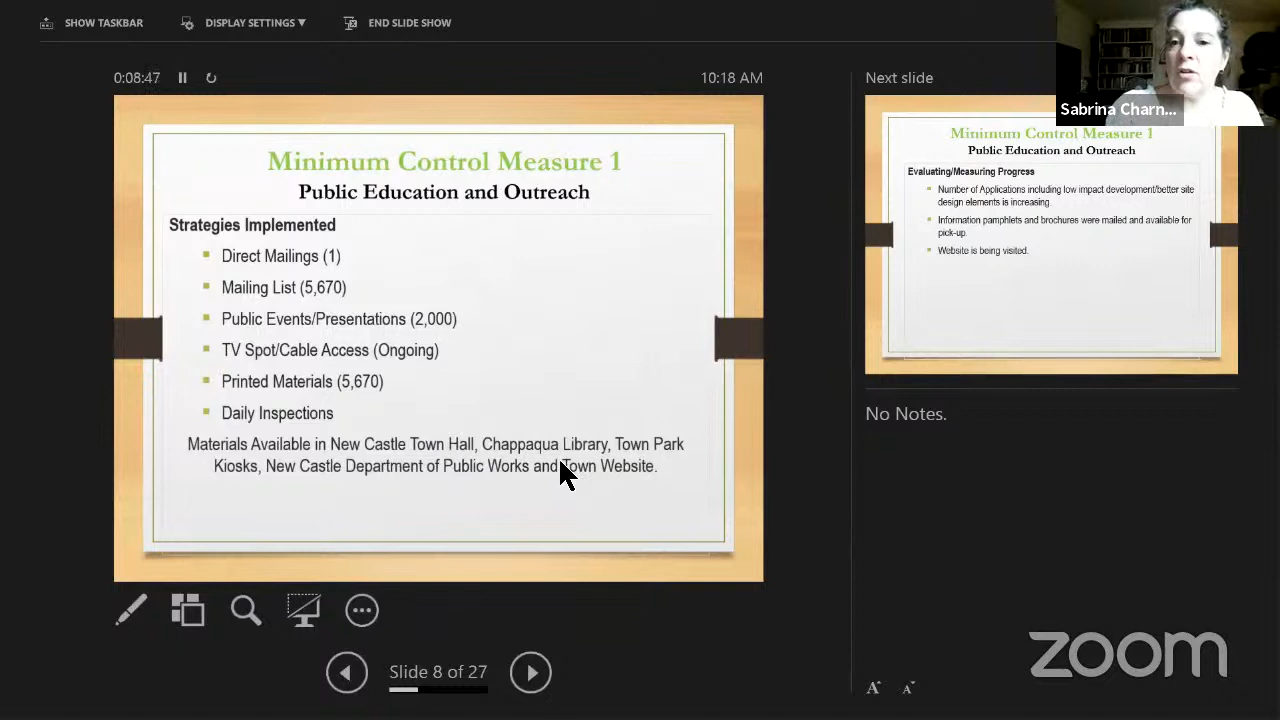 SHOW TASKBAR
DISPLAY SETTINGS ▼
END SLIDE SHOW
0:08:47
10:18 AM
Minimum Control Measure 1
Public Education and Outreach
Strategies Implemented
Direct Mailings (1)
Mailing List (5,670)
Public Events/Presentations (2,000)
TV Spot/Cable Access (Ongoing)
Printed Materials (5,670)
Daily Inspections
Materials Available in New Castle Town Hall, Chappaqua Library, Town Park
Kiosks, New Castle Department of Public Works and Town Website.
Slide 8 of 27
Next slide
Sabrina Charn...
Minimum Control Measure 1
Public Education and Outreach
Evaluating/Measuring Progress
Number of Applications including low impact development/better site
design elements is increasing.
Information pamphlets and brochures were mailed and available for
pick-up.
Website is being visited.
No Notes.
A A
zoom